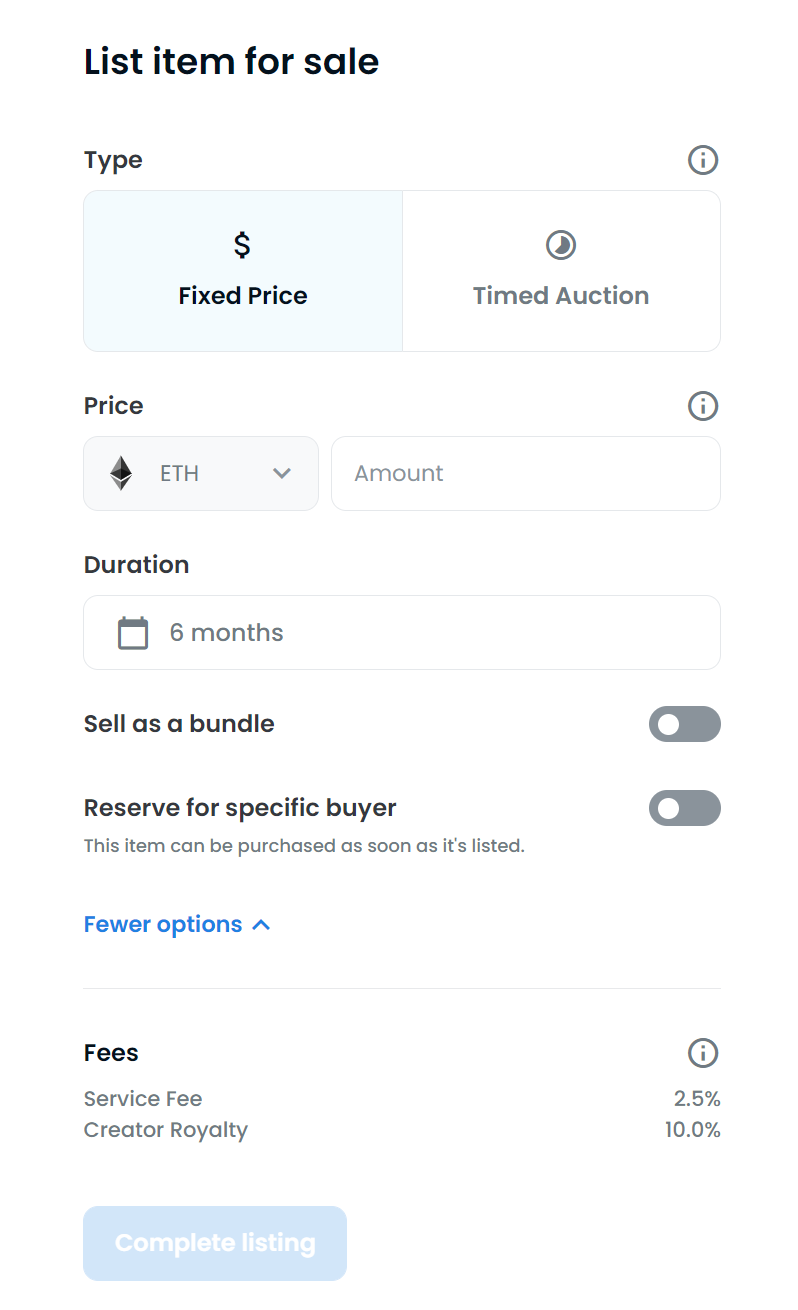 List item for sale
Type
$
Fixed Price
Timed Auction
Price
ETH
Amount
Duration
6 months
Sell as a bundle
Reserve for specific buyer
This item can be purchased as soon as it's listed.
Fewer options
Fees
Service Fee 2.5%
Creator Royalty 10.0%
Complete listing